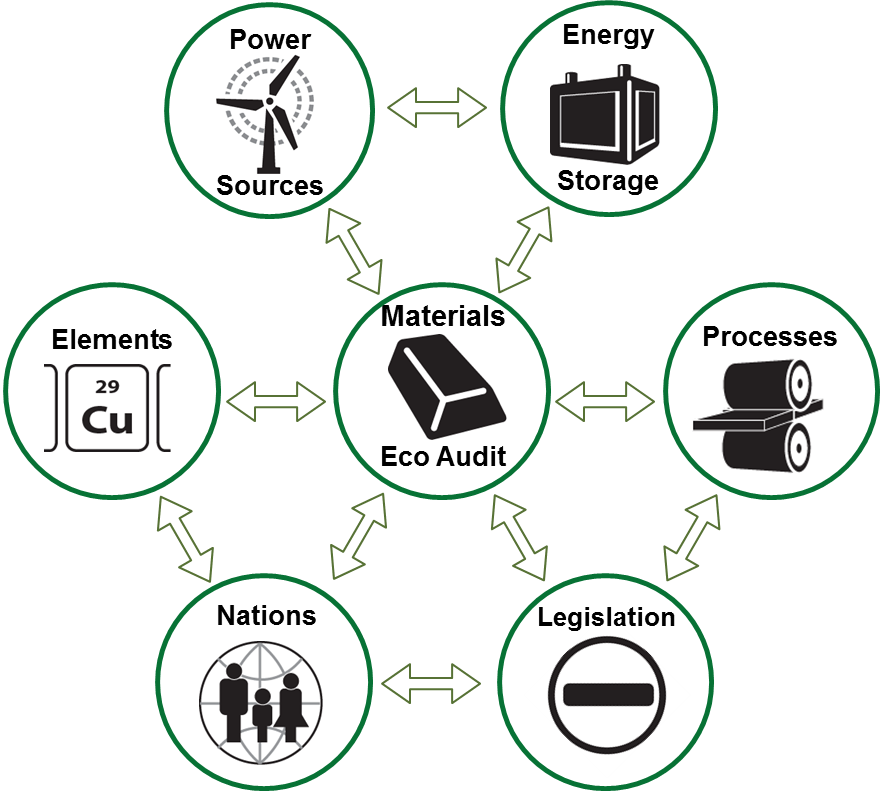 Power
Sources
Energy
Storage
Elements
29
Cu
Materials
Eco Audit
Processes
Nations
Legislation